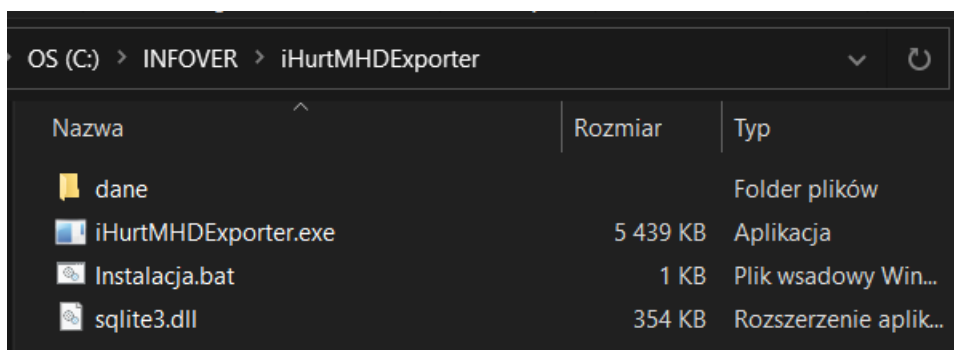 OS (C:) > INFOVER > iHurtMHDExporter
Nazwa Rozmiar Typ
dane Folder plików
iHurtMHDExporter.exe 5 439 KB Aplikacja
Instalacja.bat 1 KB Plik wsadowy Win...
sqlite3.dll 354 KB Rozszerzenie aplik...